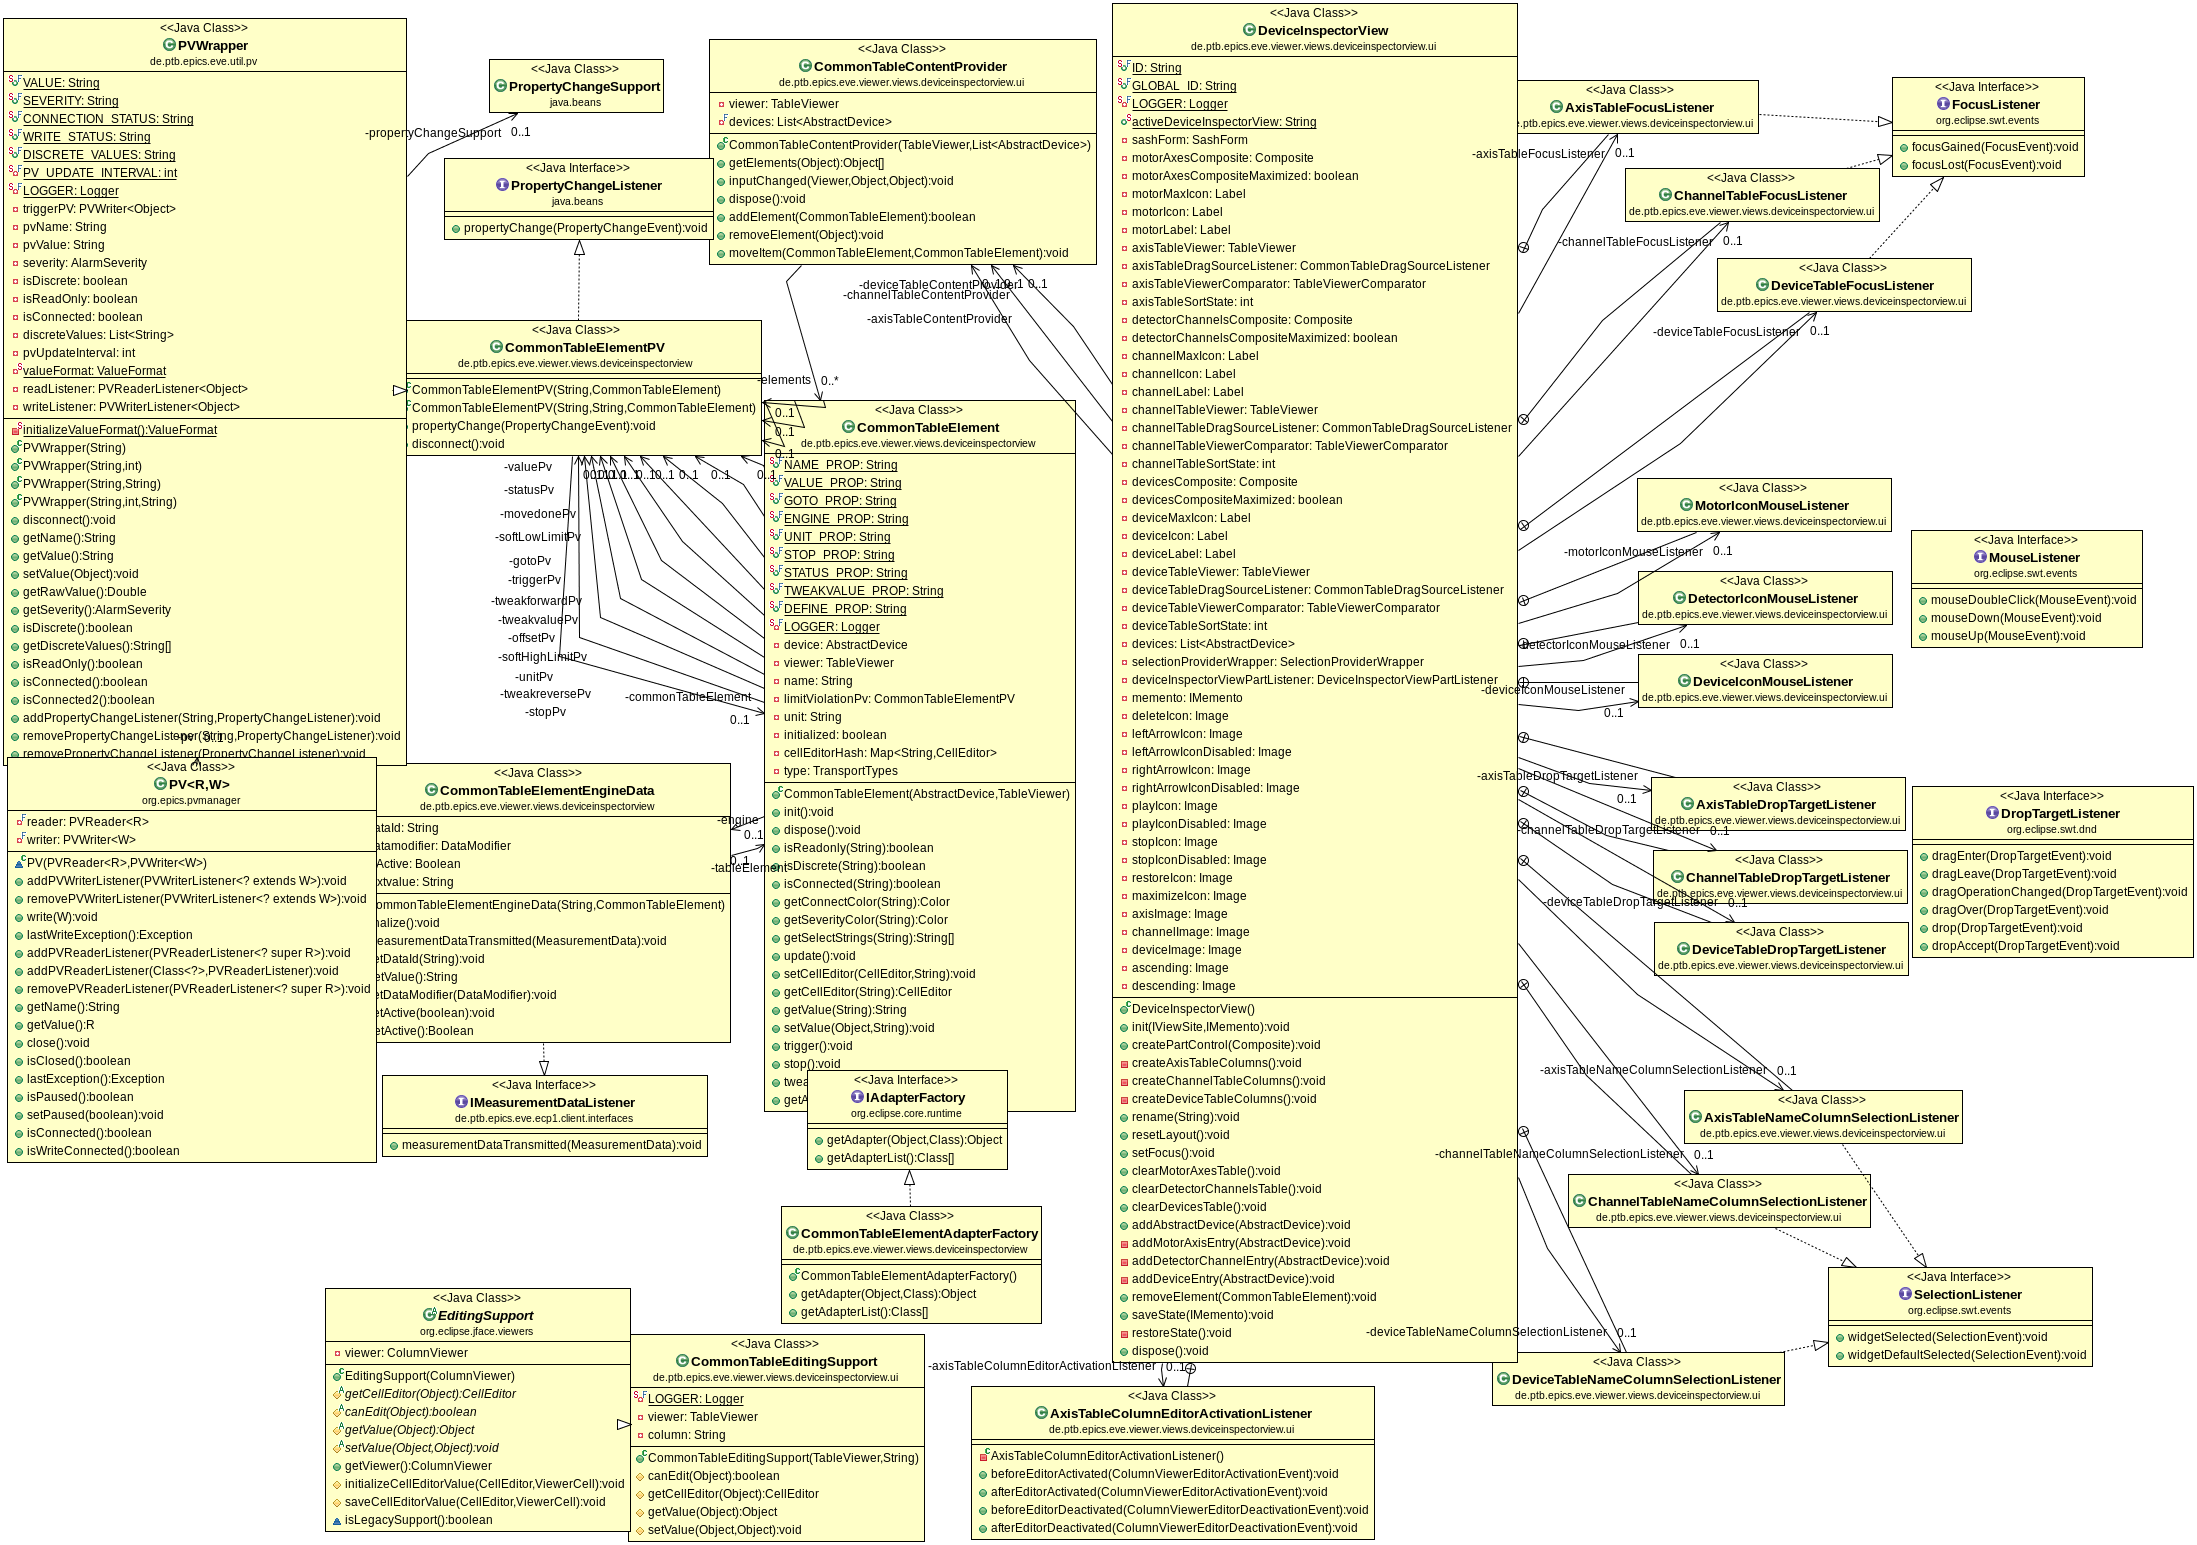 <<Java Class>>
PVWrapper
de.ptb.epics.eve.util.pv
VALUE: String
SEVERITY: String
CONNECTION_STATUS: String
WRITE_STATUS: String
DISCRETE_VALUES: String
PV_UPDATE_INTERVAL: int
LOGGER: Logger
triggerPV: PVWriter<Object>
pvName: String
pvValue: String
severity: AlarmSeverity
isDiscrete: boolean
isReadOnly: boolean
isConnected: boolean
discreteValues: List<String>
pvUpdateInterval: int
valueFormat: ValueFormat
readListener: PVReaderListener<Object>
writeListener: PVWriterListener<Object>
initializeValueFormat():ValueFormat
PVWrapper(String)
PVWrapper(String,int)
PVWrapper(String,String)
PVWrapper(String,int,String)
disconnect():void
getName():String
getValue():String
setValue(Object):void
getRawValue():Double
getSeverity():AlarmSeverity
isDiscrete():boolean
getDiscreteValues():String[]
isReadOnly():boolean
isConnected():boolean
isConnected2():boolean
addPropertyChangeListener(String,PropertyChangeListener):void
removePropertyChangeListener(String,PropertyChangeListener):void
removePropertyChangeListener(PropertyChangeListener):void
-pv 0..1
<<Java Class>>
PV<R,W>
org.epics.pvmanager
reader: PVReader<R>
writer: PVWriter<W>
PV(PVReader<R>,PVWriter<W>)
addPVWriterListener(PVWriterListener<? extends W>):void
removePVWriterListener(PVWriterListener<? extends W>):void
write(W):void
lastWriteException():Exception
addPVReaderListener(PVReaderListener<? super R>):void
addPVReaderListener(Class<?>,PVReaderListener):void
removePVReaderListener(PVReaderListener<? super R>):void
getName():String
getValue():R
close():void
isClosed():boolean
lastException():Exception
isPaused():boolean
setPaused(boolean):void
isConnected():boolean
isWriteConnected():boolean
<<Java Class>>
PropertyChangeSupport
java.beans
-propertyChangeSupport 0..1
<<Java Interface>>
PropertyChangeListener
java.beans
propertyChange(PropertyChangeEvent):void
<<Java Class>>
CommonTableContentProvider
de.ptb.epics.eve.viewer.views.deviceinspectorview.ui
viewer: TableViewer
devices: List<AbstractDevice>
CommonTableContentProvider(TableViewer,List<AbstractDevice>)
getElements(Object):Object[]
inputChanged(Viewer,Object,Object):void
dispose():void
addElement(CommonTableElement):boolean
removeElement(Object):void
moveItem(CommonTableElement,CommonTableElement):void
-deviceTableContentProvider 0..1
-channelTableContentProvider 0..1
-axisTableContentProvider 0..1
<<Java Class>>
CommonTableElementPV
de.ptb.epics.eve.viewer.views.deviceinspectorview
CommonTableElementPV(String,CommonTableElement)
CommonTableElementPV(String,String,CommonTableElement)
propertyChange(PropertyChangeEvent):void
disconnect():void
-elements 0..*
0..1
0..1
0..1
-valuePv
-statusPv
-movedonePv
-softLowLimitPv
-gotoPv
-triggerPv
-tweakforwardPv
-tweakvaluePv
-offsetPv
-softHighLimitPv
-unitPv
-tweakreversePv
-stopPv
0..1 0..1 0..1 0..1 0..1
-commonTableElement
0..1
<<Java Class>>
CommonTableElement
de.ptb.epics.eve.viewer.views.deviceinspectorview
NAME_PROP: String
VALUE_PROP: String
GOTO_PROP: String
ENGINE_PROP: String
UNIT_PROP: String
STOP_PROP: String
STATUS_PROP: String
TWEAKVALUE_PROP: String
DEFINE_PROP: String
LOGGER: Logger
device: AbstractDevice
viewer: TableViewer
name: String
limitViolationPv: CommonTableElementPV
unit: String
initialized: boolean
cellEditorHash: Map<String,CellEditor>
type: TransportTypes
CommonTableElement(AbstractDevice,TableViewer)
init():void
dispose():void
isReadonly(String):boolean
isDiscrete(String):boolean
isConnected(String):boolean
getConnectColor(String):Color
getSeverityColor(String):Color
getSelectStrings(String):String[]
update():void
setCellEditor(CellEditor,String):void
getCellEditor(String):CellEditor
getValue(String):String
setValue(Object,String):void
trigger():void
stop():void
twea
getA
<<Java Class>>
CommonTableElementEngineData
de.ptb.epics.eve.viewer.views.deviceinspectorview
ataId: String
atamodifier: DataModifier
Active: Boolean
xtvalue: String
ommonTableElementEngineData(String,CommonTableElement)
nalize():void
easurementDataTransmitted(MeasurementData):void
etDataId(String):void
etValue():String
etDataModifier(DataModifier):void
etActive(boolean):void
etActive():Boolean
-engine
0..1
0..1
-tableElement
<<Java Interface>>
IMeasurementDataListener
de.ptb.epics.eve.ecp1.client.interfaces
measurementDataTransmitted(MeasurementData):void
<<Java Interface>>
IAdapterFactory
org.eclipse.core.runtime
getAdapter(Object,Class):Object
getAdapterList():Class[]
<<Java Class>>
CommonTableElementAdapterFactory
de.ptb.epics.eve.viewer.views.deviceinspectorview
CommonTableElementAdapterFactory()
getAdapter(Object,Class):Object
getAdapterList():Class[]
<<Java Class>>
EditingSupport
org.eclipse.jface.viewers
viewer: ColumnViewer
EditingSupport(ColumnViewer)
getCellEditor(Object):CellEditor
canEdit(Object):boolean
getValue(Object):Object
setValue(Object,Object):void
getViewer():ColumnViewer
initializeCellEditorValue(CellEditor,ViewerCell):void
saveCellEditorValue(CellEditor,ViewerCell):void
isLegacySupport():boolean
<<Java Class>>
CommonTableEditingSupport
de.ptb.epics.eve.viewer.views.deviceinspectorview.ui
LOGGER: Logger
viewer: TableViewer
column: String
CommonTableEditingSupport(TableViewer,String)
canEdit(Object):boolean
getCellEditor(Object):CellEditor
getValue(Object):Object
setValue(Object,Object):void
<<Java Class>>
DeviceInspectorView
de.ptb.epics.eve.viewer.views.deviceinspectorview.ui
ID: String
GLOBAL_ID: String
LOGGER: Logger
activeDeviceInspectorView: String
sashForm: SashForm
motorAxesComposite: Composite
motorAxesCompositeMaximized: boolean
motorMaxIcon: Label
motorIcon: Label
motorLabel: Label
axisTableViewer: TableViewer
axisTableDragSourceListener: CommonTableDragSourceListener
axisTableViewerComparator: TableViewerComparator
axisTableSortState: int
detectorChannelsComposite: Composite
detectorChannelsCompositeMaximized: boolean
channelMaxIcon: Label
channelIcon: Label
channelLabel: Label
channelTableViewer: TableViewer
channelTableDragSourceListener: CommonTableDragSourceListener
channelTableViewerComparator: TableViewerComparator
channelTableSortState: int
devicesComposite: Composite
devicesCompositeMaximized: boolean
deviceMaxIcon: Label
deviceIcon: Label
deviceLabel: Label
deviceTableViewer: TableViewer
deviceTableDragSourceListener: CommonTableDragSourceListener
deviceTableViewerComparator: TableViewerComparator
deviceTableSortState: int
devices: List<AbstractDevice>
selectionProviderWrapper: SelectionProviderWrapper
deviceInspectorViewPartListener: DeviceInspectorViewPartListener
memento: IMemento
deleteIcon: Image
leftArrowIcon: Image
leftArrowIconDisabled: Image
rightArrowIcon: Image
rightArrowIconDisabled: Image
playIcon: Image
playIconDisabled: Image
stopIcon: Image
stopIconDisabled: Image
restoreIcon: Image
maximizeIcon: Image
axisImage: Image
channelImage: Image
deviceImage: Image
ascending: Image
descending: Image
DeviceInspectorView()
init(IViewSite,IMemento):void
createPartControl(Composite):void
createAxisTableColumns():void
createChannelTableColumns():void
createDeviceTableColumns():void
rename(String):void
resetLayout():void
setFocus():void
clearMotorAxesTable():void
clearDetectorChannelsTable():void
clearDevicesTable():void
addAbstractDevice(AbstractDevice):void
addMotorAxisEntry(AbstractDevice):void
addDetectorChannelEntry(AbstractDevice):void
addDeviceEntry(AbstractDevice):void
removeElement(CommonTableElement):void
saveState(IMemento):void
restoreState():void
dispose():void
-axisTableColumnEditorActivationListener 0..1
<<Java Class>>
AxisTableColumnEditorActivationListener
de.ptb.epics.eve.viewer.views.deviceinspectorview.ui
AxisTableColumnEditorActivationListener()
beforeEditorActivated(ColumnViewerEditorActivationEvent):void
afterEditorActivated(ColumnViewerEditorActivationEvent):void
beforeEditorDeactivated(ColumnViewerEditorDeactivationEvent):void
afterEditorDeactivated(ColumnViewerEditorDeactivationEvent):void
<<Java Class>>
AxisTableFocusListener
.ptb.epics.eve.viewer.views.deviceinspectorview.ui
-axisTableFocusListener 0..1
<<Java Interface>>
FocusListener
org.eclipse.swt.events
focusGained(FocusEvent):void
focusLost(FocusEvent):void
<<Java Class>>
ChannelTableFocusListener
de.ptb.epics.eve.viewer.views.deviceinspectorview.ui
-channelTableFocusListener 0..1
<<Java Class>>
DeviceTableFocusListener
de.ptb.epics.eve.viewer.views.deviceinspectorview.ui
-deviceTableFocusListener 0..1
<<Java Class>>
MotorIconMouseListener
de.ptb.epics.eve.viewer.views.deviceinspectorview.ui
-motorIconMouseListener 0..1
<<Java Interface>>
MouseListener
org.eclipse.swt.events
mouseDoubleClick(MouseEvent):void
mouseDown(MouseEvent):void
mouseUp(MouseEvent):void
<<Java Class>>
DetectorIconMouseListener
de.ptb.epics.eve.viewer.views.deviceinspectorview.ui
-detectorIconMouseListener 0..1
<<Java Class>>
DeviceIconMouseListener
de.ptb.epics.eve.viewer.views.deviceinspectorview.ui
-deviceIconMouseListener
0..1
<<Java Class>>
AxisTableDropTargetListener
de.ptb.epics.eve.viewer.views.deviceinspectorview.ui
-axisTableDropTargetListener
0..1
<<Java Interface>>
DropTargetListener
org.eclipse.swt.dnd
dragEnter(DropTargetEvent):void
dragLeave(DropTargetEvent):void
dragOperationChanged(DropTargetEvent):void
dragOver(DropTargetEvent):void
drop(DropTargetEvent):void
dropAccept(DropTargetEvent):void
-channelTableDropTargetListener 0..1
<<Java Class>>
ChannelTableDropTargetListener
de.ptb.epics.eve.viewer.views.deviceinspectorview.ui
-deviceTableDropTargetListener 0..1
<<Java Class>>
DeviceTableDropTargetListener
de.ptb.epics.eve.viewer.views.deviceinspectorview.ui
-axisTableNameColumnSelectionListener 0..1
<<Java Class>>
AxisTableNameColumnSelectionListener
de.ptb.epics.eve.viewer.views.deviceinspectorview.ui
-channelTableNameColumnSelectionListener 0..1
<<Java Class>>
ChannelTableNameColumnSelectionListener
de.ptb.epics.eve.viewer.views.deviceinspectorview.ui
<<Java Interface>>
SelectionListener
org.eclipse.swt.events
widgetSelected(SelectionEvent):void
widgetDefaultSelected(SelectionEvent):void
-deviceTableNameColumnSelectionListener 0..1
<<Java Class>>
DeviceTableNameColumnSelectionListener
de.ptb.epics.eve.viewer.views.deviceinspectorview.ui